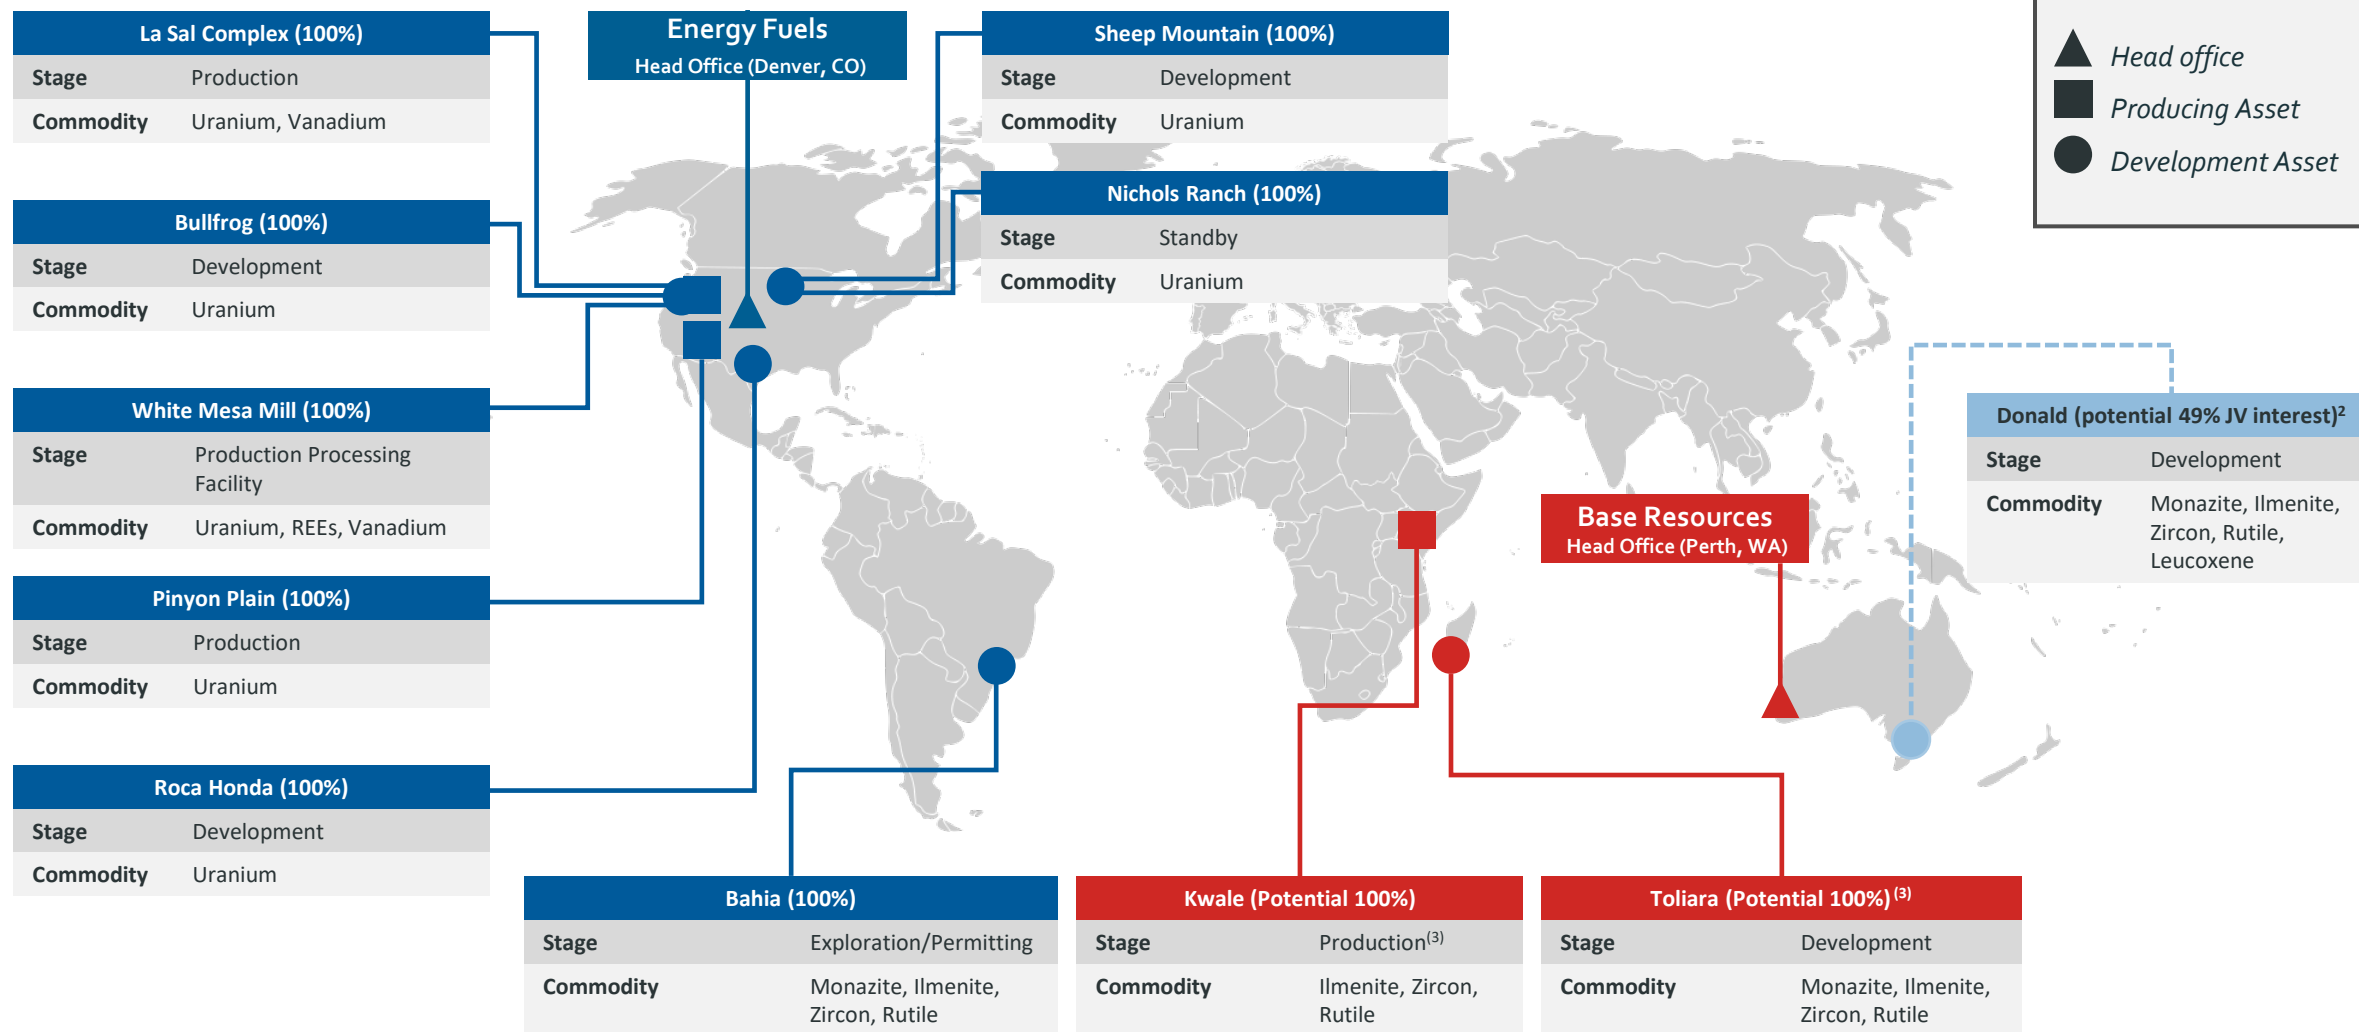 La Sal Complex (100%)
Stage Production
Commodity Uranium, Vanadium
Energy Fuels
Head Office (Denver, CO)
Sheep Mountain (100%)
Stage Development
Commodity Uranium
Head office
Producing Asset
Development Asset
Nichols Ranch (100%)
Stage Standby
Commodity Uranium
Bullfrog (100%)
Stage Development
Commodity Uranium
White Mesa Mill (100%)
Stage Production Processing
Facility
Commodity Uranium, REEs, Vanadium
Donald (potential 49% JV interest)²
Stage Development
Commodity Monazite, Ilmenite,
Zircon, Rutile,
Leucoxene
Base Resources
Head Office (Perth, WA)
Pinyon Plain (100%)
Stage Production
Commodity Uranium
Roca Honda (100%)
Stage Development
Commodity Uranium
Bahia (100%)
Stage Exploration/Permitting
Commodity Monazite, Ilmenite,
Zircon, Rutile
Kwale (Potential 100%)
Stage Production(3)
Commodity Ilmenite, Zircon,
Rutile
Toliara (Potential 100%)(3)
Stage Development
Commodity Monazite, Ilmenite,
Zircon, Rutile